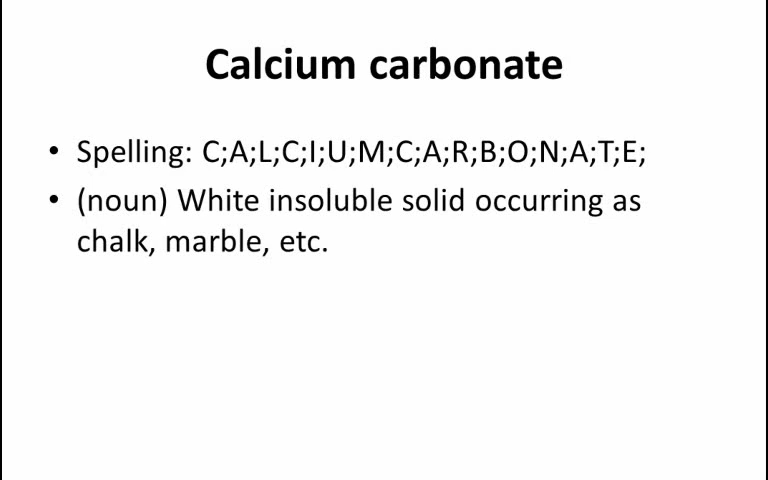 Calcium carbonate
• Spelling: C;A;L;C;I;U;M;C;A;R;B;O;N;A;T;E;
• (noun) White insoluble solid occurring as
chalk, marble, etc.